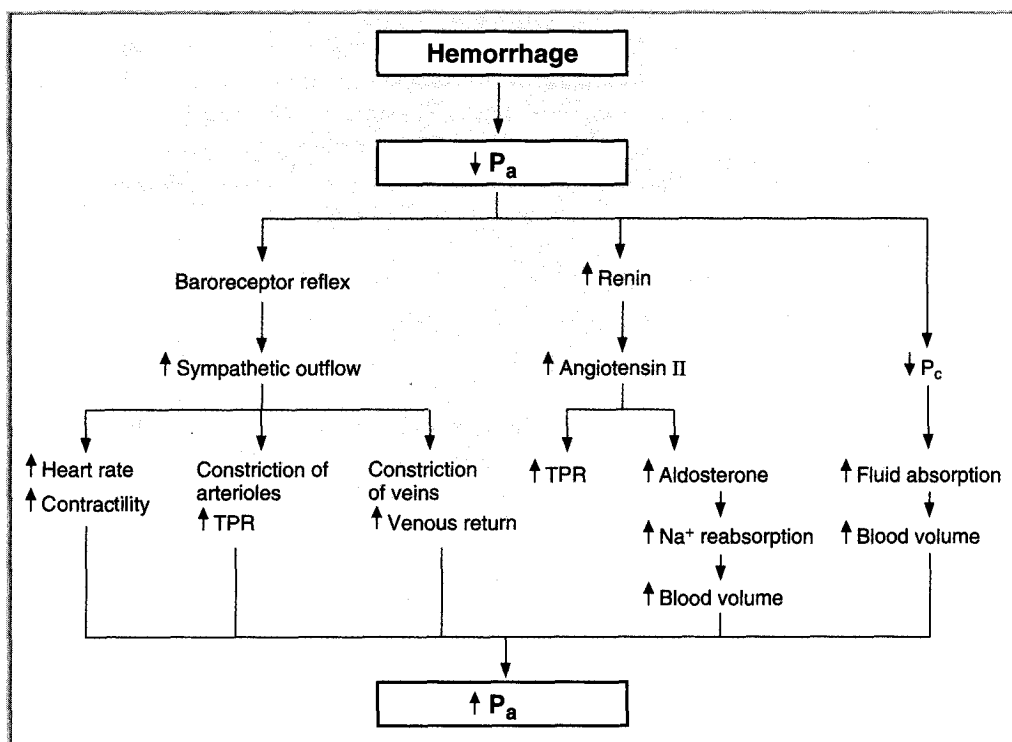 Hemorrhage
↓ Pa
Baroreceptor reflex
↑ Sympathetic outflow
↑ Heart rate
↑ Contractility
Constriction of
arterioles
↑ TPR
Constriction
of veins
↑ Venous return
↑ Renin
↑ Angiotensin II
↑ TPR
↑ Aldosterone
↑ Na⁺ reabsorption
↑ Blood volume
↓ Pc
↑ Fluid absorption
↑ Blood volume
↑ Pa